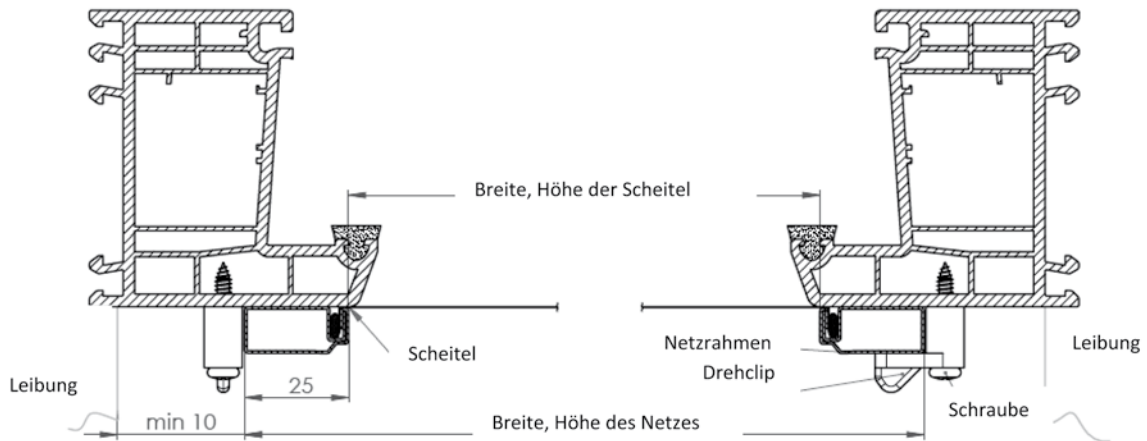 Breite, Höhe der Scheitel
Scheitel
Netzrahmen
Drehclip
Leibung
Leibung
25
Schraube
min 10
Breite, Höhe des Netzes